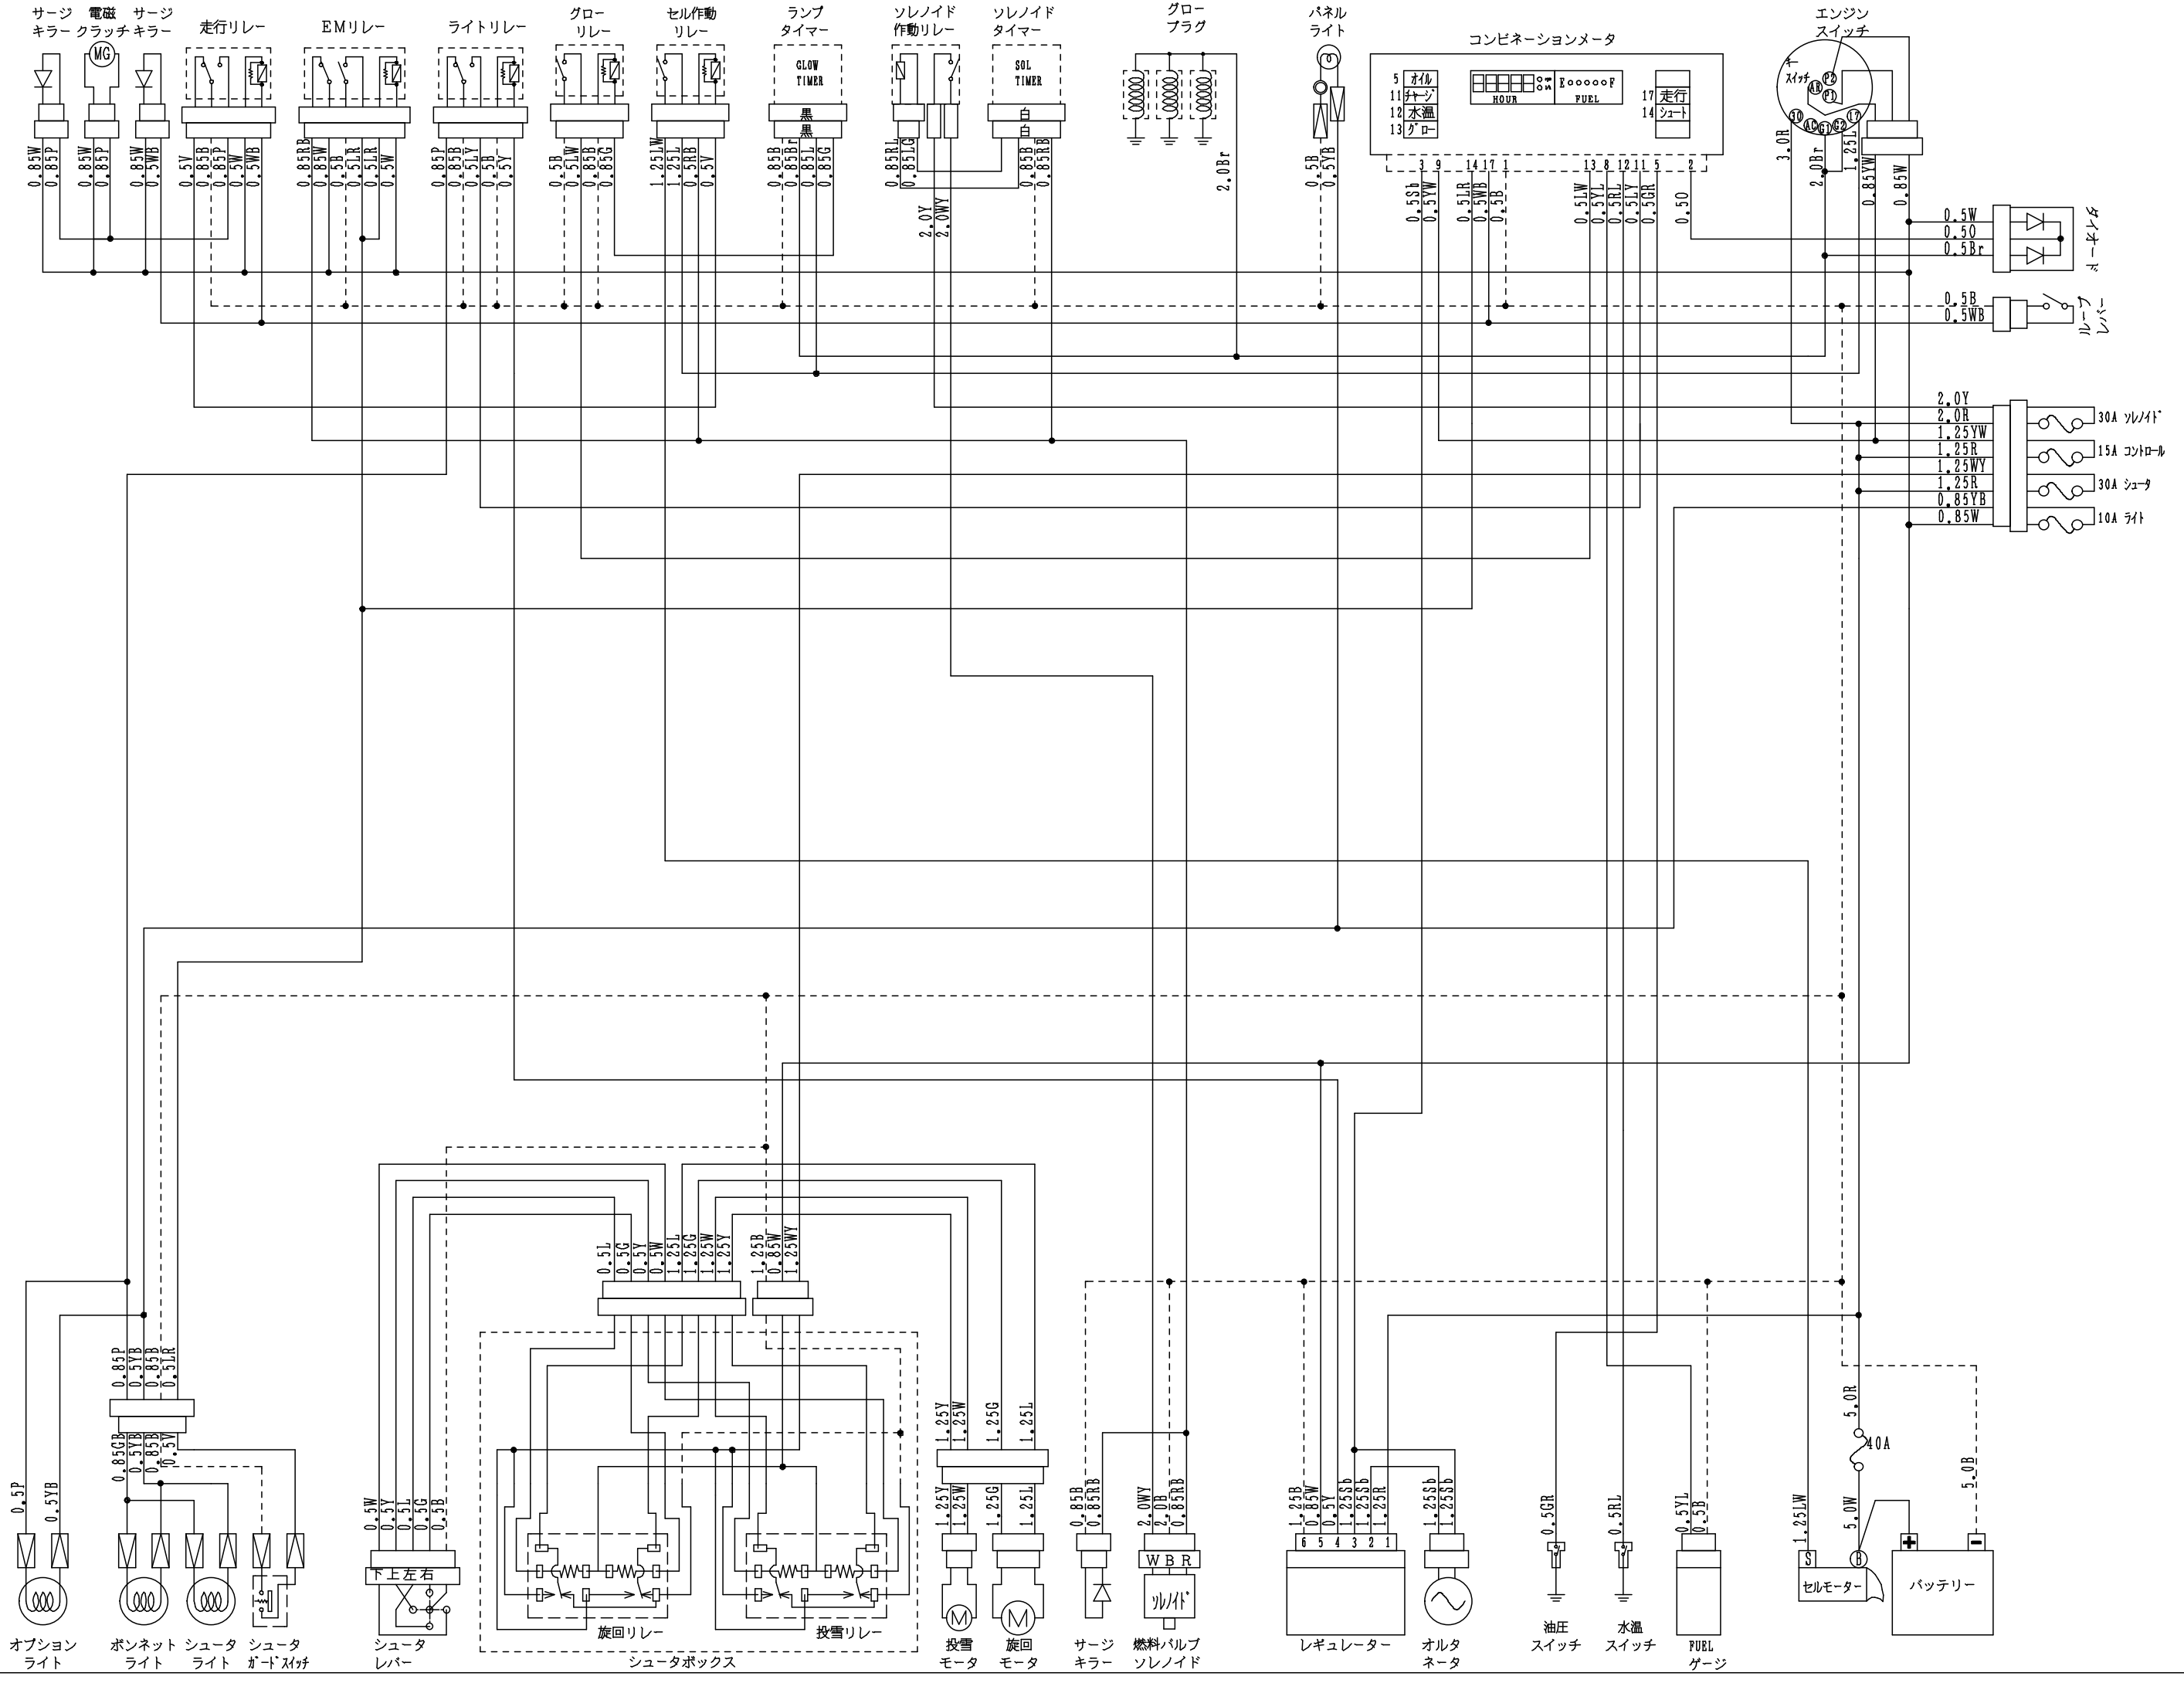 サージ
キラー
電磁
クラッチ
サージ
キラー
走行リレー
EMリレー
ライトリレー
グロー
リレー
セル作動
リレー
ランプ
タイマー
ソレノイド
作動リレー
ソレノイド
タイマー
グロー
プラグ
パネル
ライト
コンビネーションメータ
エンジン
スイッチ
MG
GLOW
TIMER
黒
黒
SOL
TIMER
白
白
5 オイル
11 チャージ
12 水温
13 グロー
HOUR
E F
FUEL
17 走行
14 シュート
キー
スイッチ
P2
AR
P1
30
AC
G1
G2
17
3 9 14 17 1 13 8 12 11 5 2
0.85W
0.85P
0.85W
0.85P
0.85W
0.5WB
0.5V
0.85B
0.85P
0.5W
0.5WB
0.85RB
0.85W
0.5B
0.5LR
0.5LR
0.5W
0.85P
0.85B
0.5LY
0.5B
0.5Y
0.5B
0.5LW
0.85B
0.85G
1.25LW
1.25L
0.5RB
0.5V
0.85B
0.85Br
0.85L
0.85G
0.85RL
0.85LG
2.0Y
2.0WY
0.85B
0.85RB
2.0Br
0.5B
0.5YB
0.5Sb
0.5YW
0.5LR
0.5WB
0.5B
0.5LW
0.5YL
0.5RL
0.5LY
0.5GR
0.5O
3.0R
2.0Br
1.25L
0.85YW
0.85W
0.5W
0.5O
0.5Br
ダイオード
0.5B
0.5WB
ループ
レバー
2.0Y
2.0R
1.25YW
1.25R
1.25WY
1.25R
0.85YB
0.85W
30A ソレノイド
15A コントロール
30A シュータ
10A ライト
0.5L
0.5G
0.5Y
0.5W
1.25L
1.25G
1.25W
1.25Y
1.25B
0.85W
1.25WY
0.85P
0.5YB
0.85B
0.5LR
0.85GB
0.5YB
0.85B
0.5V
0.5P
0.5YB
0.5W
0.5Y
0.5L
0.5G
0.5B
下上左右
1.25Y
1.25W
1.25G
1.25L
1.25Y
1.25W
1.25G
1.25L
M
M
0.85B
0.85RB
2.0WY
2.0B
0.85RB
W B R
ソレノイド
1.25B
0.85W
0.5Y
1.25Sb
1.25Sb
1.25R
6 5 4 3 2 1
1.25Sb
1.25Sb
0.5GR
0.5RL
0.5YL
0.5B
1.25LW
5.0R
40A
5.0W
5.0B
S
B
セルモーター
+
-
バッテリー
オプション
ライト
ボンネット
ライト
シュータ
ライト
シュータ
ガードスイッチ
シュータ
レバー
旋回リレー
投雪リレー
シュータボックス
投雪
モータ
旋回
モータ
サージ
キラー
燃料バルブ
ソレノイド
レギュレーター
オルタ
ネータ
油圧
スイッチ
水温
スイッチ
FUEL
ゲージ